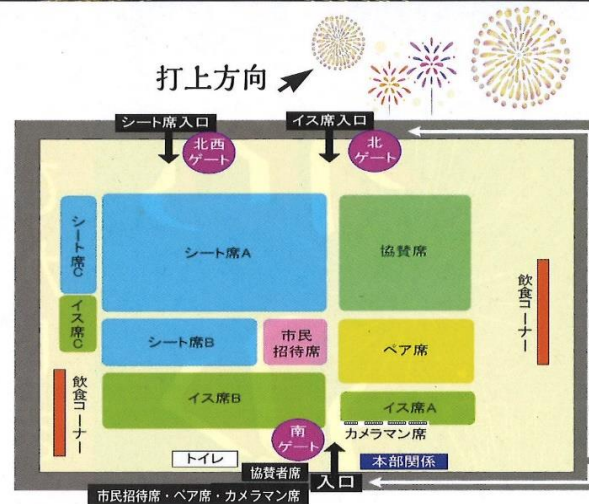 打上方向
シート席入口
イス席入口
北西
ゲート
北
ゲート
シート席C
シート席A
協賛席
飲食コーナー
イス席C
シート席B
市民
招待席
ペア席
飲食コーナー
イス席B
イス席A
カメラマン席
南
ゲート
トイレ
協賛者席
入口
本部関係
市民招待席・ペア席・カメラマン席